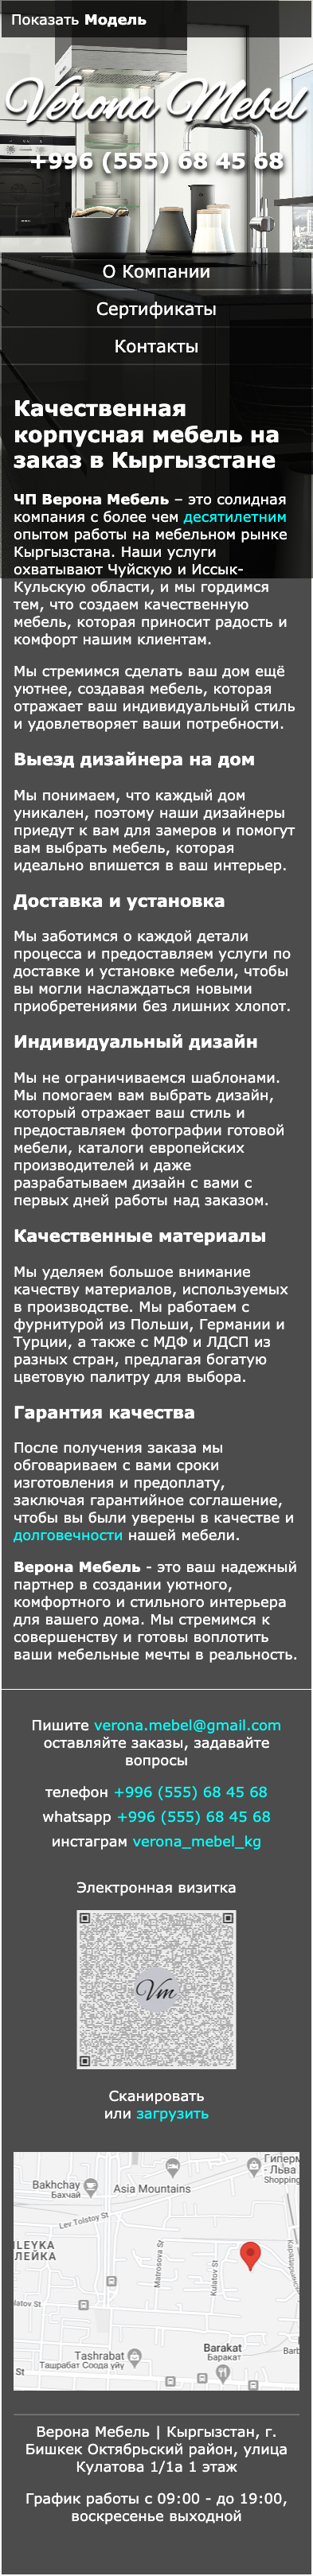 Показать Модель
Verona Mebel
+996 (555) 68 45 68
О Компании
Сертификаты
Контакты
Качественная
корпусная мебель на
заказ в Кыргызстане
ЧП Верона Мебель – это солидная
компания с более чем десятилетним
опытом работы на мебельном рынке
Кыргызстана. Наши услуги
охватывают Чуйскую и Иссык-
Кульскую области, и мы гордимся
тем, что создаем качественную
мебель, которая приносит радость и
комфорт нашим клиентам.
Мы стремимся сделать ваш дом ещё
уютнее, создавая мебель, которая
отражает ваш индивидуальный стиль
и удовлетворяет ваши потребности.
Выезд дизайнера на дом
Мы понимаем, что каждый дом
уникален, поэтому наши дизайнеры
приедут к вам для замеров и помогут
вам выбрать мебель, которая
идеально впишется в ваш интерьер.
Доставка и установка
Мы заботимся о каждой детали
процесса и предоставляем услуги по
доставке и установке мебели, чтобы
вы могли наслаждаться новыми
приобретениями без лишних хлопот.
Индивидуальный дизайн
Мы не ограничиваемся шаблонами.
Мы помогаем вам выбрать дизайн,
который отражает ваш стиль и
предоставляем фотографии готовой
мебели, каталоги европейских
производителей и даже
разрабатываем дизайн с вами с
первых дней работы над заказом.
Качественные материалы
Мы уделяем большое внимание
качеству материалов, используемых
в производстве. Мы работаем с
фурнитурой из Польши, Германии и
Турции, а также с МДФ и ЛДСП из
разных стран, предлагая богатую
цветовую палитру для выбора.
Гарантия качества
После получения заказа мы
обговариваем с вами сроки
изготовления и предоплату,
заключая гарантийное соглашение,
чтобы вы были уверены в качестве и
долговечности нашей мебели.
Верона Мебель - это ваш надежный
партнер в создании уютного,
комфортного и стильного интерьера
для вашего дома. Мы стремимся к
совершенству и готовы воплотить
ваши мебельные мечты в реальность.
Пишите verona.mebel@gmail.com
оставляйте заказы, задавайте
вопросы
телефон +996 (555) 68 45 68
whatsapp +996 (555) 68 45 68
инстаграм verona_mebel_kg
Электронная визитка
Vm
Сканировать
или загрузить
Гиперм
- Льва
Shopping
Bakhchay
Бахчай
Asia Mountains
Lev Tolstoy St
ILEYKA
ЛЕЙКА
Matrosova St
Kulatov St
latov St
Barakat
Баракат
Barb
Tashrabat
Ташрабат Соода үйү
St
Верона Мебель | Кыргызстан, г.
Бишкек Октябрьский район, улица
Кулатова 1/1а 1 этаж
График работы с 09:00 - до 19:00,
воскресенье выходной